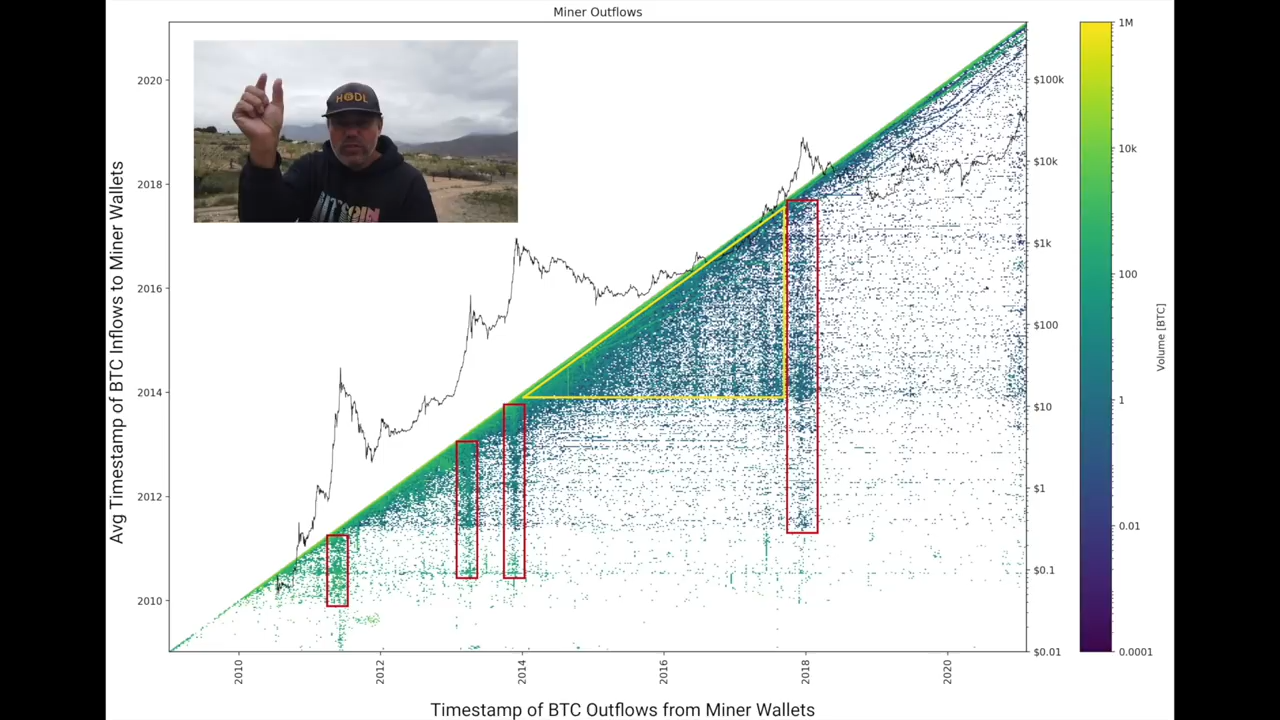 Miner Outflows
HODL
Avg Timestamp of BTC Inflows to Miner Wallets
2020
2018
2016
2014
2012
2010
$100k
$10k
$1k
$100
$10
$1
$0.1
$0.01
1M
10k
100
1
0.01
0.0001
Volume [BTC]
2010
2012
2014
2016
2018
2020
Timestamp of BTC Outflows from Miner Wallets